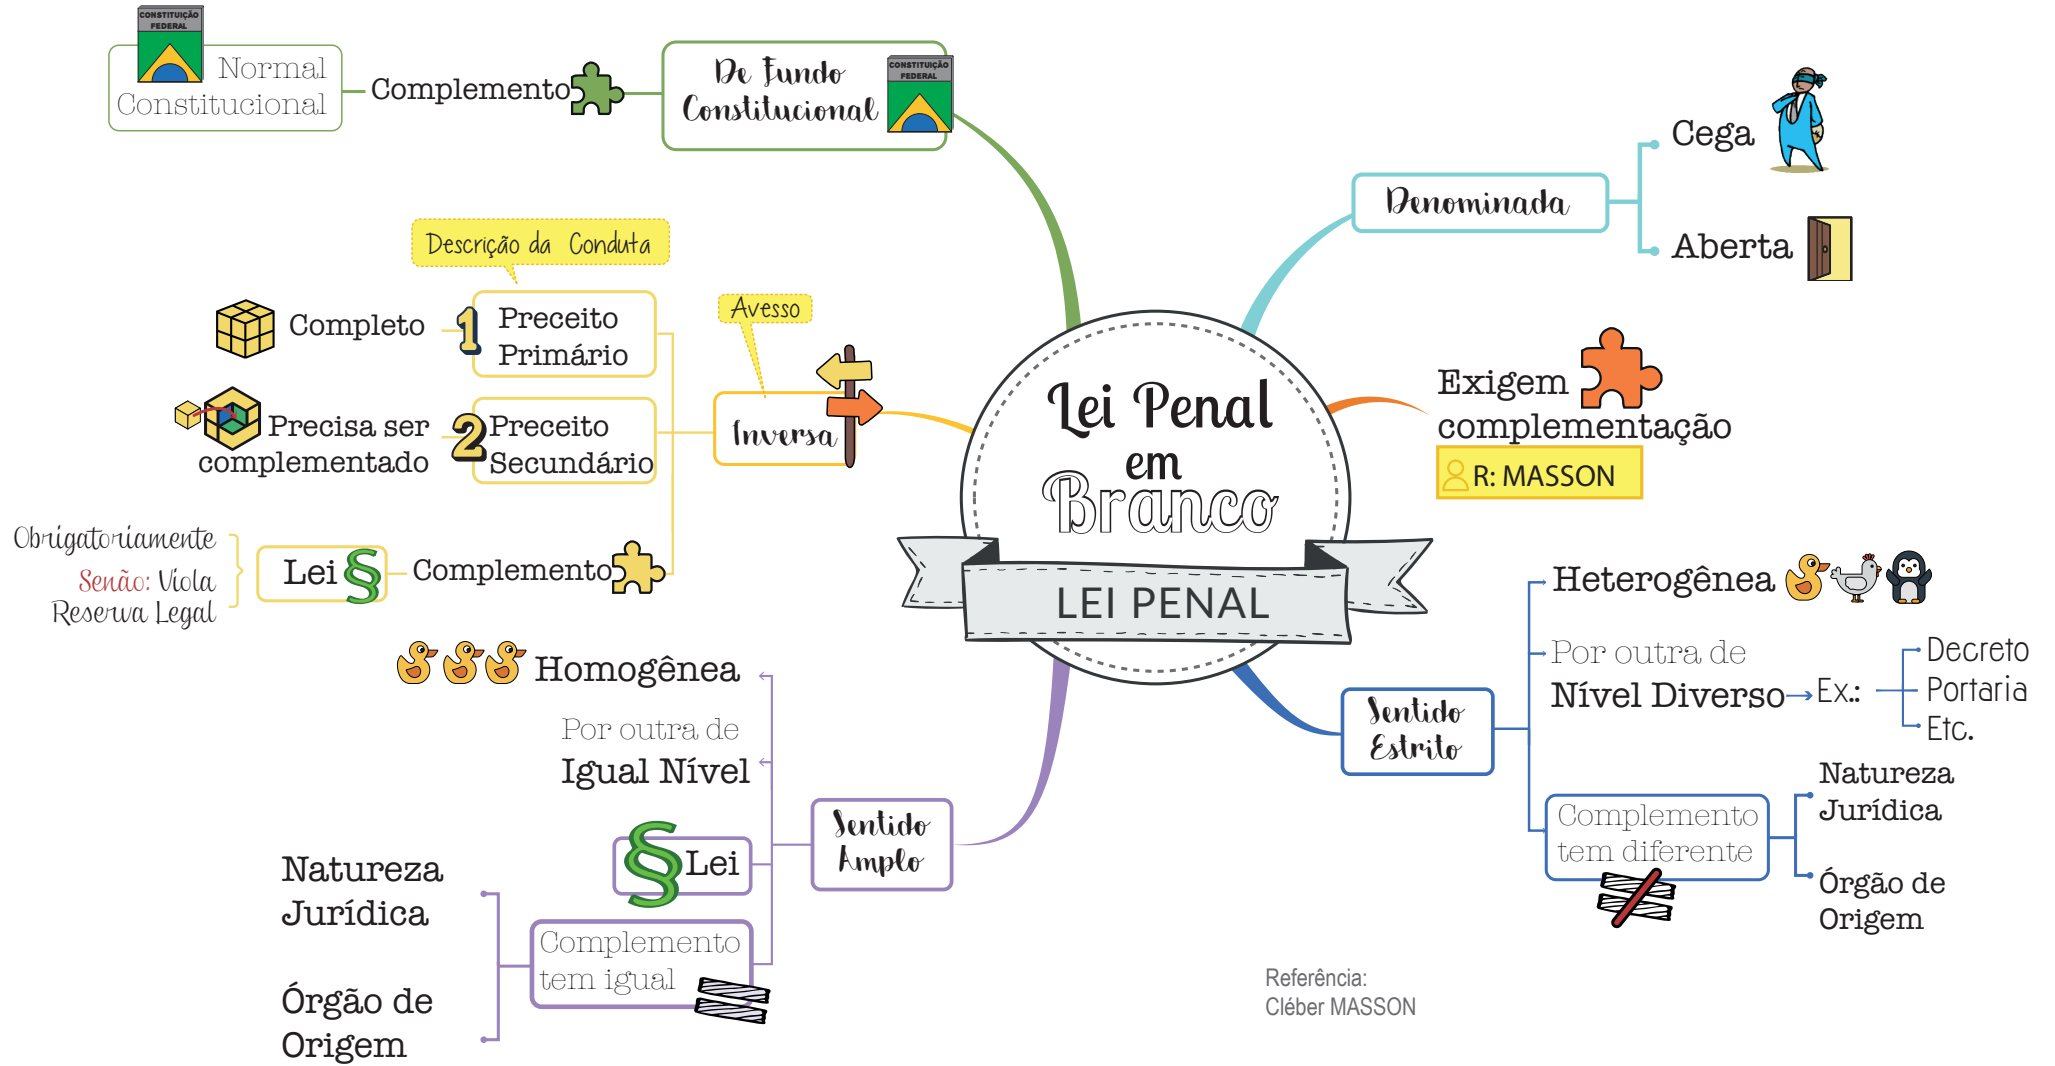 Lei Penal
em
Branco
LEI PENAL
Denominada
Cega
Aberta
Exigem
complementação
R: MASSON
Sentido
Estrito
Heterogênea
Por outra de
Nível Diverso
Ex.:
Decreto
Portaria
Etc.
Complemento
tem diferente
Natureza
Jurídica
Órgão de
Origem
Sentido
Amplo
Homogênea
Por outra de
Igual Nível
Lei
Complemento
tem igual
Natureza
Jurídica
Órgão de
Origem
Inversa
Avesso
1 Preceito
Primário
Descrição da Conduta
Completo
2 Preceito
Secundário
Precisa ser
complementado
Complemento
Lei §
Obrigatoriamente
Senão: Viola
Reserva Legal
De Fundo
Constitucional
CONSTITUIÇÃO
FEDERAL
Complemento
Normal
Constitucional
CONSTITUIÇÃO
FEDERAL
Referência:
Cléber MASSON